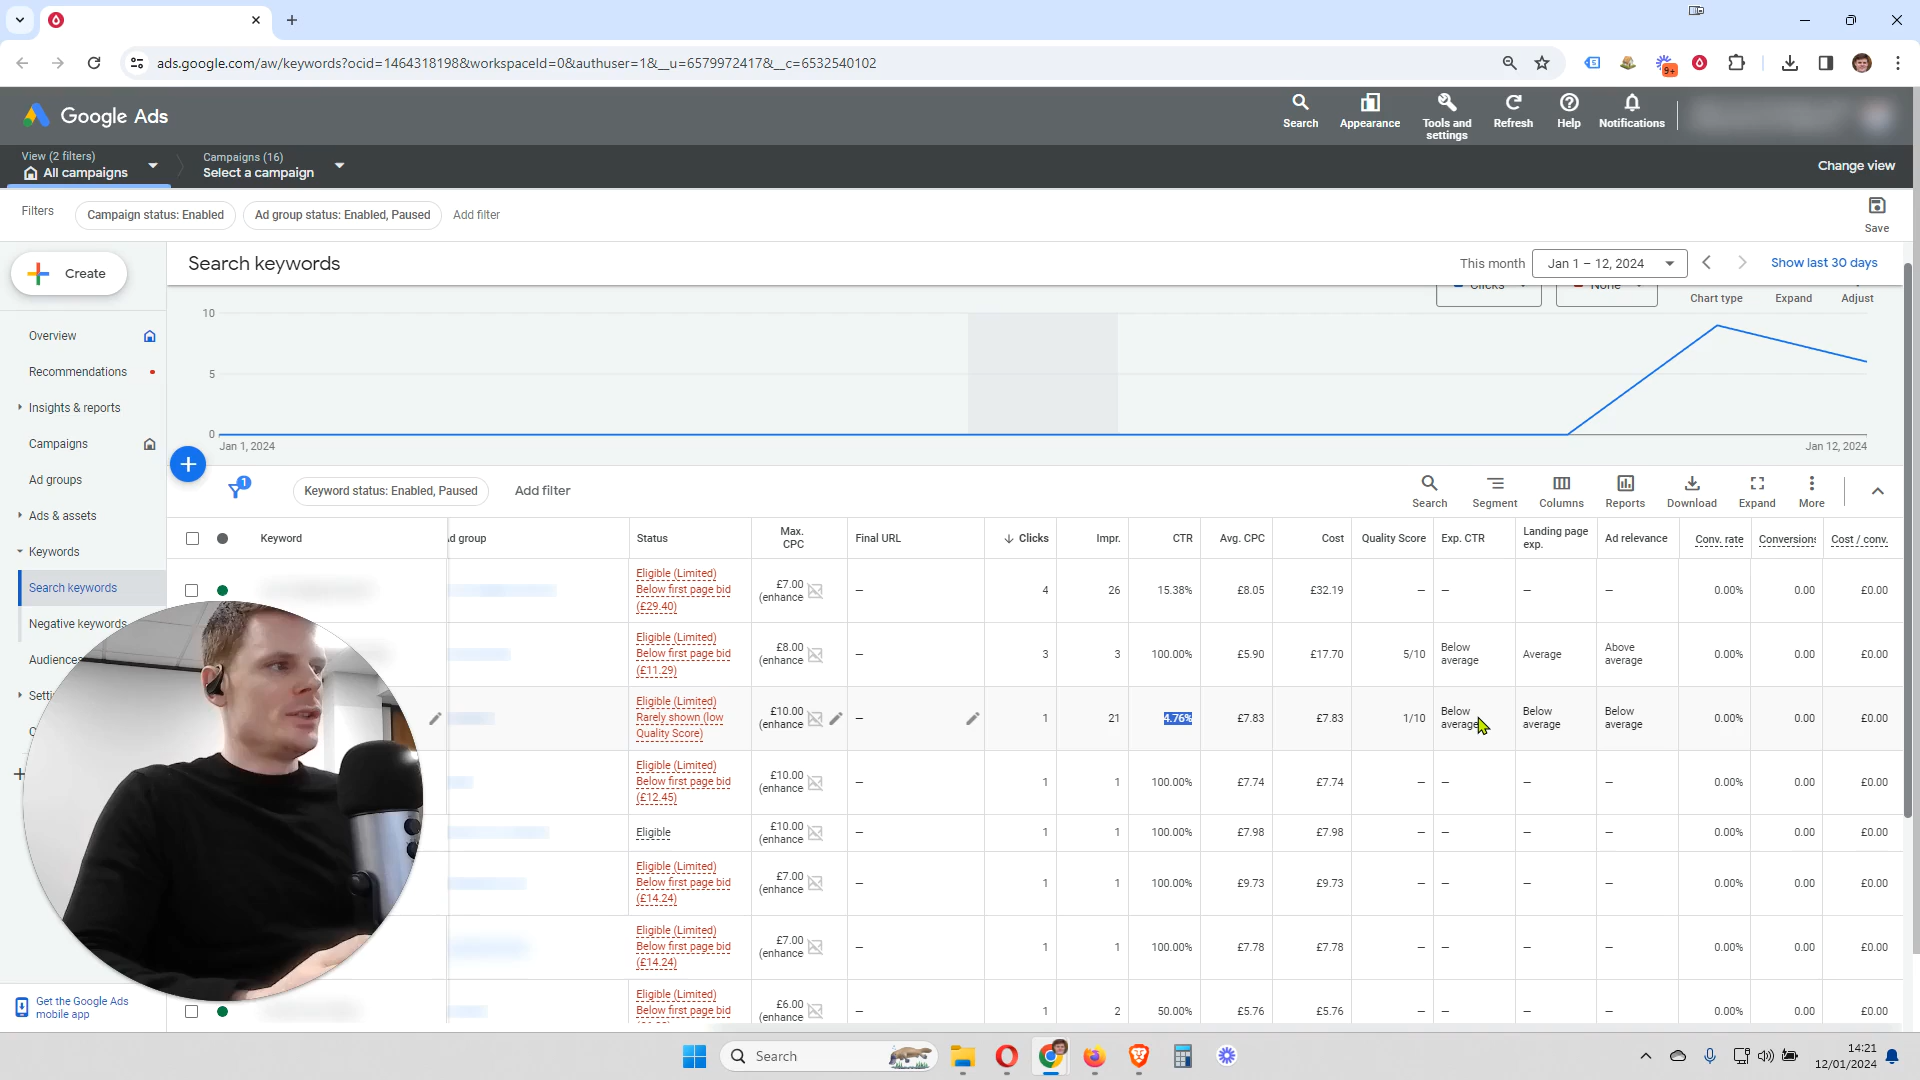 ads.google.com/aw/keywords?ocid=1464318198&workspaceId=0&authuser=1&__u=6579972417&__c=6532540102
9+
Google Ads
Search
Appearance
Tools and settings
Refresh
Help
Notifications
View (2 filters)
All campaigns
Campaigns (16)
Select a campaign
Change view
Filters
Campaign status: Enabled
Ad group status: Enabled, Paused
Add filter
Save
Create
Search keywords
This month
Jan 1 – 12, 2024
Show last 30 days
Clicks
None
Chart type
Expand
Adjust
Overview
Recommendations
Insights & reports
Campaigns
Ad groups
Ads & assets
Keywords
Search keywords
Negative keywords
Audiences
10
5
0
Jan 1, 2024
Jan 12, 2024
1
Keyword status: Enabled, Paused
Add filter
Search
Segment
Columns
Reports
Download
Expand
More
Keyword
d group
Status
Max. CPC
Final URL
Clicks
Impr.
CTR
Avg. CPC
Cost
Quality Score
Exp. CTR
Landing page exp.
Ad relevance
Conv. rate
Conversions
Cost / conv.
Eligible (Limited) Below first page bid (£29.40)
£7.00 (enhance
–
4
26
15.38%
£8.05
£32.19
–
–
–
–
0.00%
0.00
£0.00
Eligible (Limited) Below first page bid (£11.29)
£8.00 (enhance
–
3
3
100.00%
£5.90
£17.70
5/10
Below average
Average
Above average
0.00%
0.00
£0.00
Eligible (Limited) Rarely shown (low Quality Score)
£10.00 (enhance
–
1
21
4.76%
£7.83
£7.83
1/10
Below average
Below average
Below average
0.00%
0.00
£0.00
Eligible (Limited) Below first page bid (£12.45)
£10.00 (enhance
–
1
1
100.00%
£7.74
£7.74
–
–
–
–
0.00%
0.00
£0.00
Eligible
£10.00 (enhance
–
1
1
100.00%
£7.98
£7.98
–
–
–
–
0.00%
0.00
£0.00
Eligible (Limited) Below first page bid (£14.24)
£7.00 (enhance
–
1
1
100.00%
£9.73
£9.73
–
–
–
–
0.00%
0.00
£0.00
Eligible (Limited) Below first page bid (£14.24)
£7.00 (enhance
–
1
1
100.00%
£7.78
£7.78
–
–
–
–
0.00%
0.00
£0.00
Eligible (Limited) Below first page bid
£6.00 (enhance
–
1
2
50.00%
£5.76
£5.76
–
–
–
–
0.00%
0.00
£0.00
Get the Google Ads mobile app
Search
14:21
12/01/2024